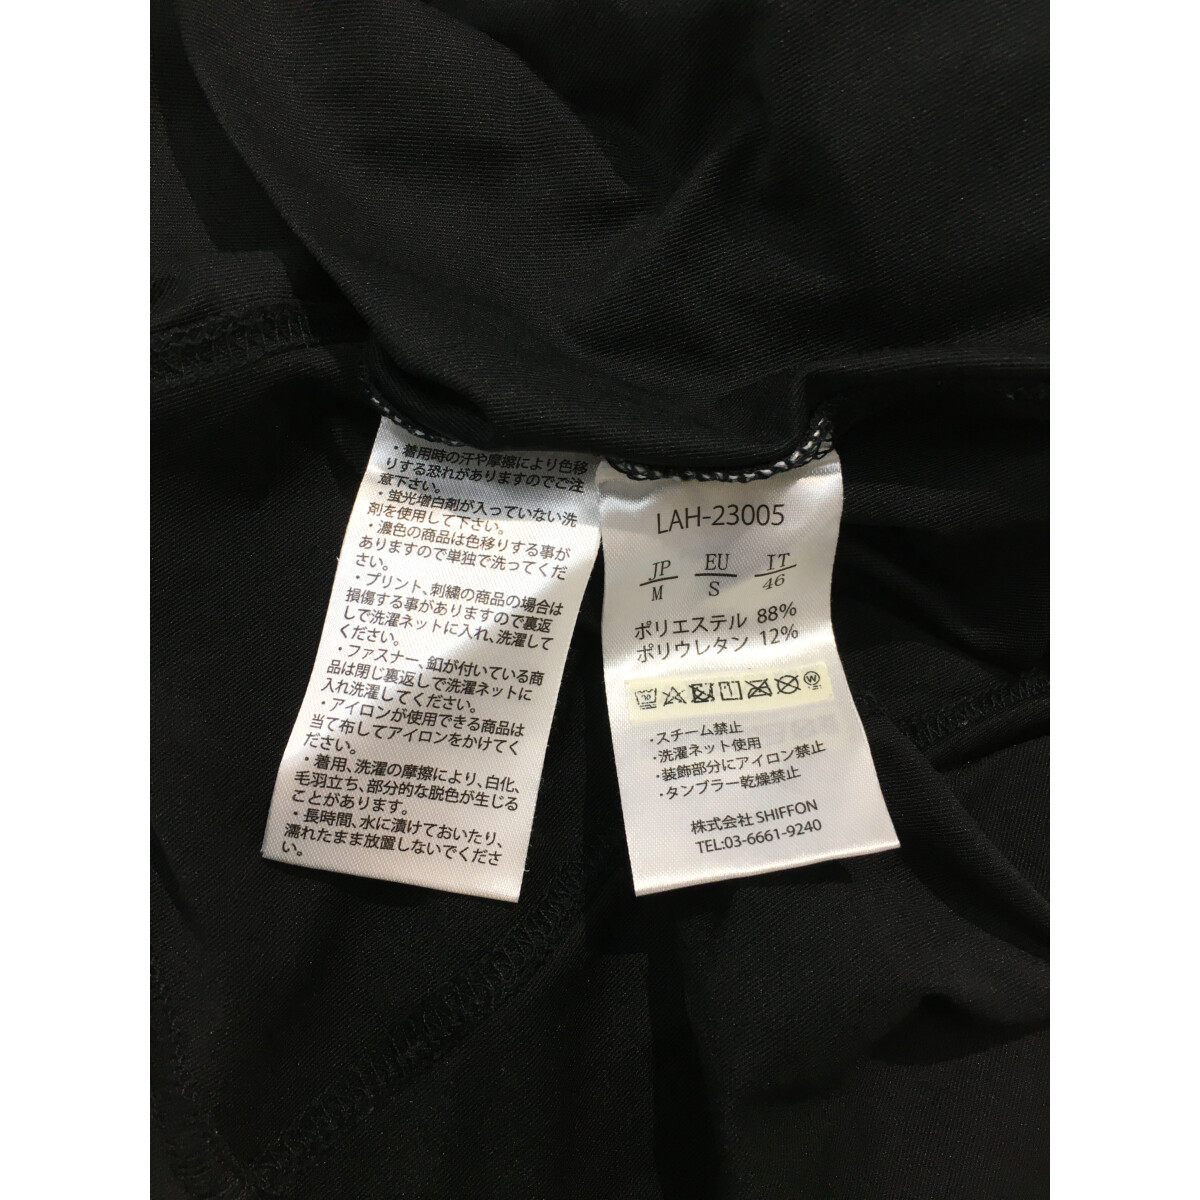 ・着用時の汗や摩擦により色移
りする恐れがありますのでご注
意下さい。
・蛍光増白剤が入っていない洗
剤を使用して下さい。
・濃色の商品は色移りする事が
ありますので単独で洗ってくだ
さい。
・プリント、刺繍の商品の場合は
損傷する事がありますので裏返
しで洗濯ネットに入れ、洗濯して
ください。
・ファスナー、釦が付いている商
品は閉じ裏返しで洗濯ネットに
入れ洗濯してください。
・アイロンが使用できる商品は
当て布してアイロンをかけてく
ださい。
・着用、洗濯の摩擦により、白化、
毛羽立ち、部分的な脱色が生じる
ことがあります。
・長時間、水に漬けておいたり、
濡れたまま放置しないでくださ
い。
LAH-23005
JP EU IT
M S 46
ポリエステル 88%
ポリウレタン 12%
・スチーム禁止
・洗濯ネット使用
・装飾部分にアイロン禁止
・タンブラー乾燥禁止
株式会社 SHIFFON
TEL:03-6661-9240